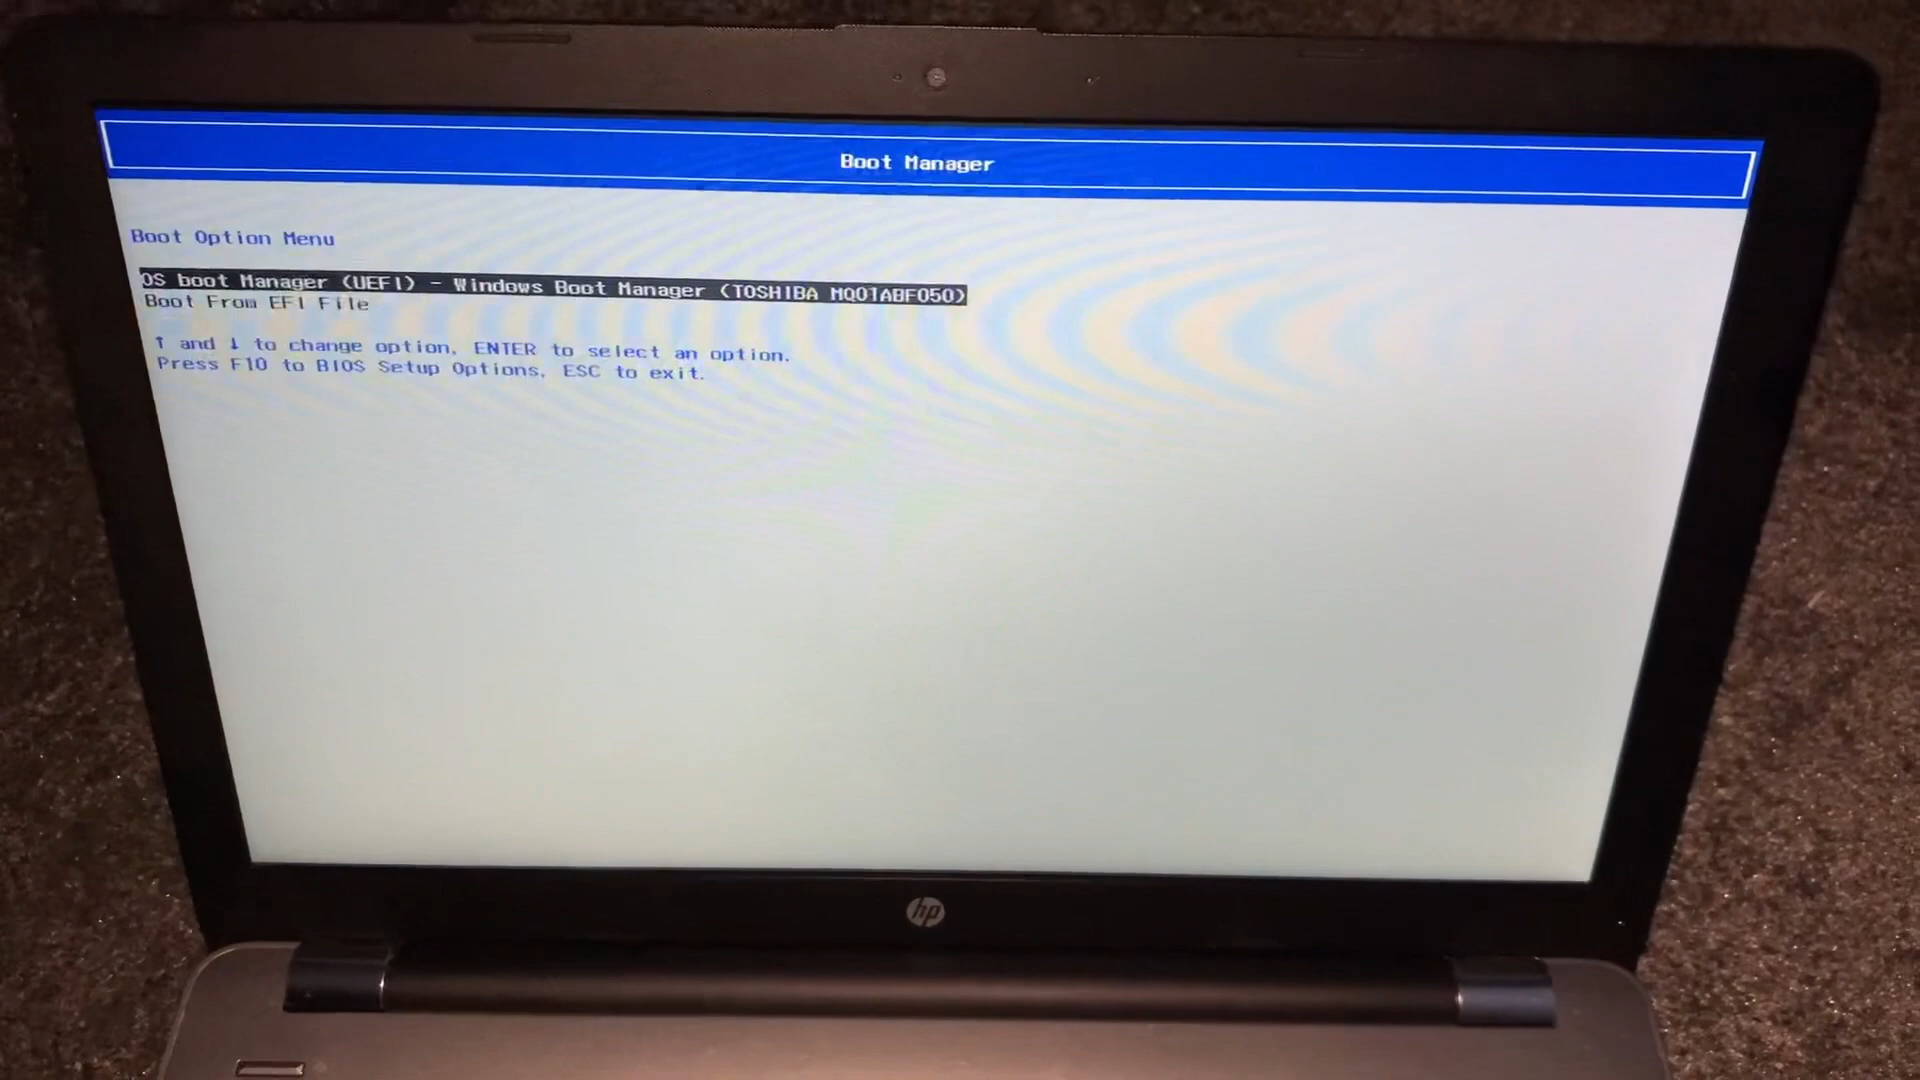 Boot Manager
Boot Option Menu
OS boot Manager (UEFI) - Windows Boot Manager (TOSHIBA MQ01ABF050)
Boot From EFI File
↑ and ↓ to change option, ENTER to select an option.
Press F10 to BIOS Setup Options, ESC to exit.
hp